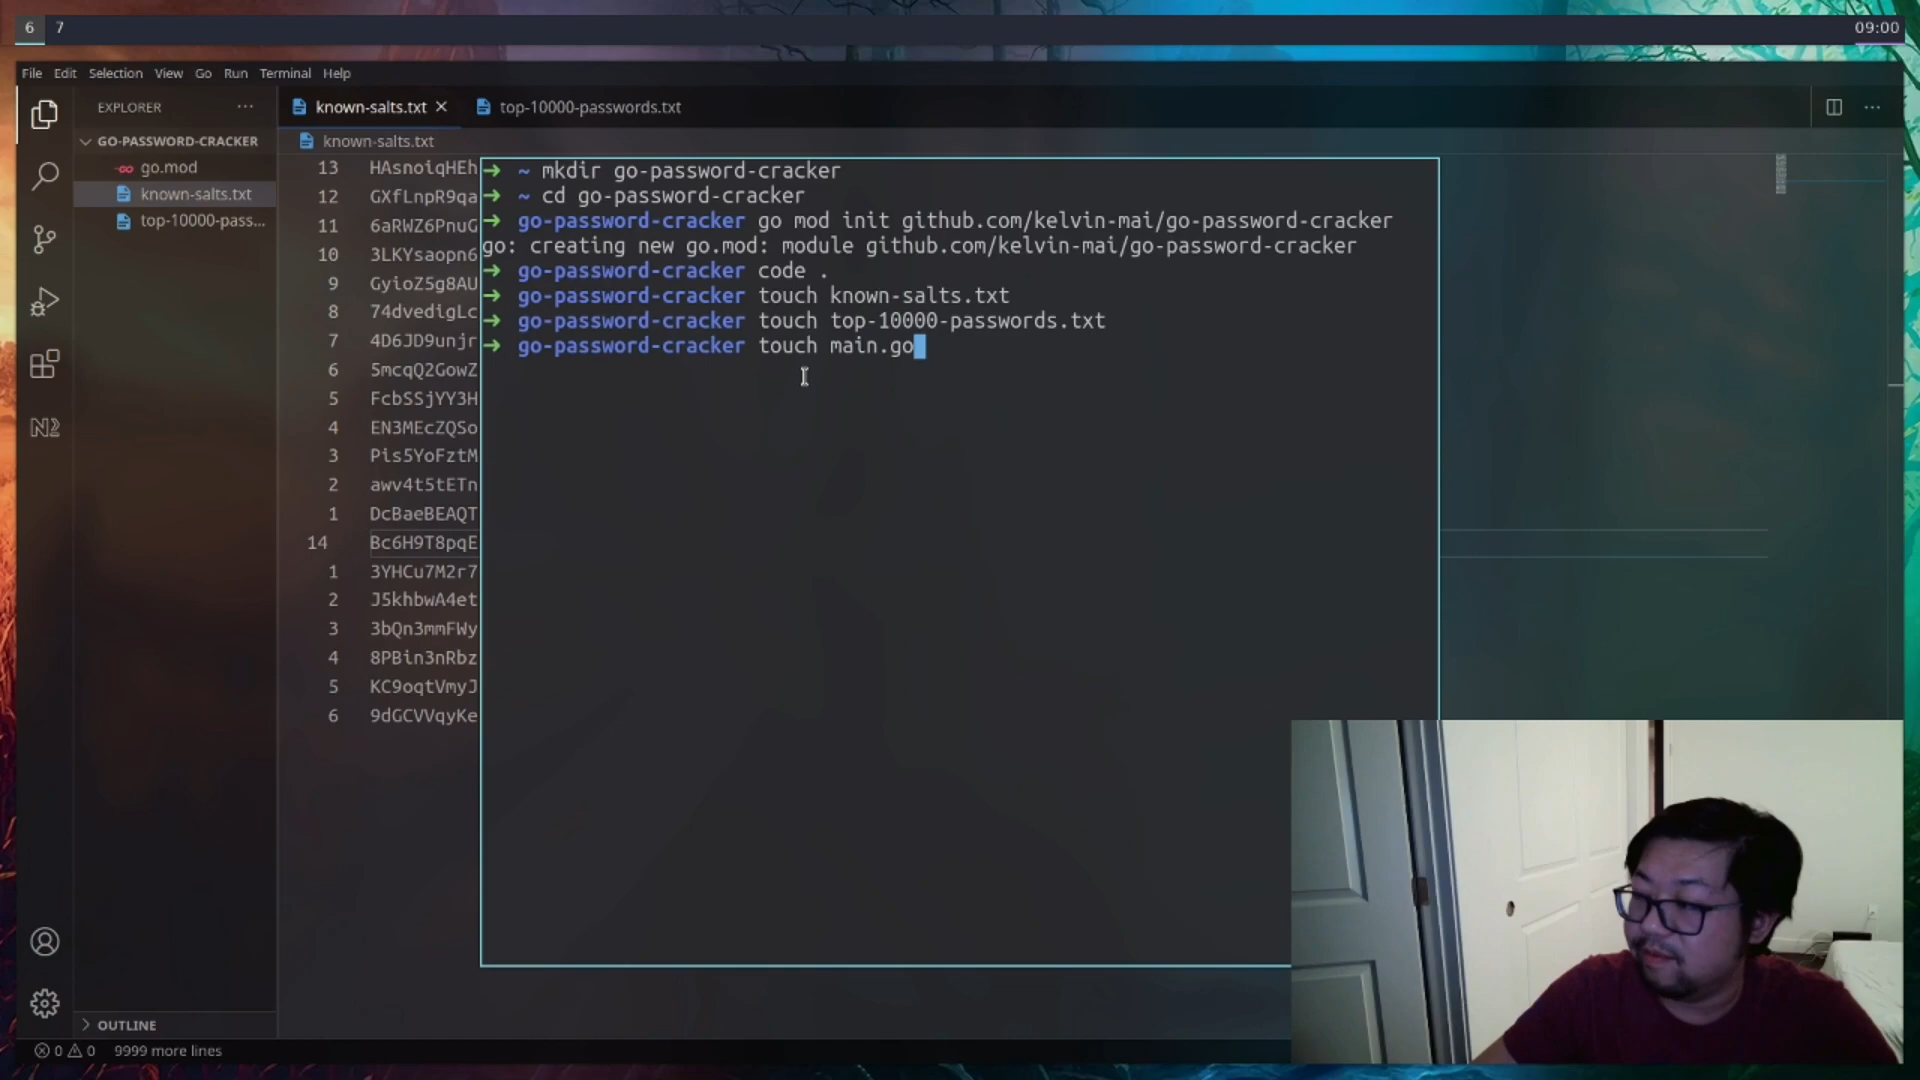 6 7 09:00
File Edit Selection View Go Run Terminal Help
EXPLORER ···
GO-PASSWORD-CRACKER
go.mod
known-salts.txt
top-10000-pass...
OUTLINE
known-salts.txt top-10000-passwords.txt
known-salts.txt
13 HAsnoiqHEh
12 GXfLnpR9qa
11 6aRWZ6PnuG
10 3LKYsaopn6
9 GyioZ5g8AU
8 74dvedigLc
7 4D6JD9unjr
6 5mcqQ2GowZ
5 FcbSSjYY3H
4 EN3MEcZQSo
3 Pis5YoFztM
2 awv4t5tETn
1 DcBaeBEAQT
14 Bc6H9T8pqE
1 3YHCu7M2r7
2 J5khbwA4et
3 3bQn3mmFWy
4 8PBin3nRbz
5 KC9oqtVmyJ
6 9dGCVVqyKe
➜ ~ mkdir go-password-cracker
➜ ~ cd go-password-cracker
➜ go-password-cracker go mod init github.com/kelvin-mai/go-password-cracker
go: creating new go.mod: module github.com/kelvin-mai/go-password-cracker
➜ go-password-cracker code .
➜ go-password-cracker touch known-salts.txt
➜ go-password-cracker touch top-10000-passwords.txt
➜ go-password-cracker touch main.go
0 0 9999 more lines